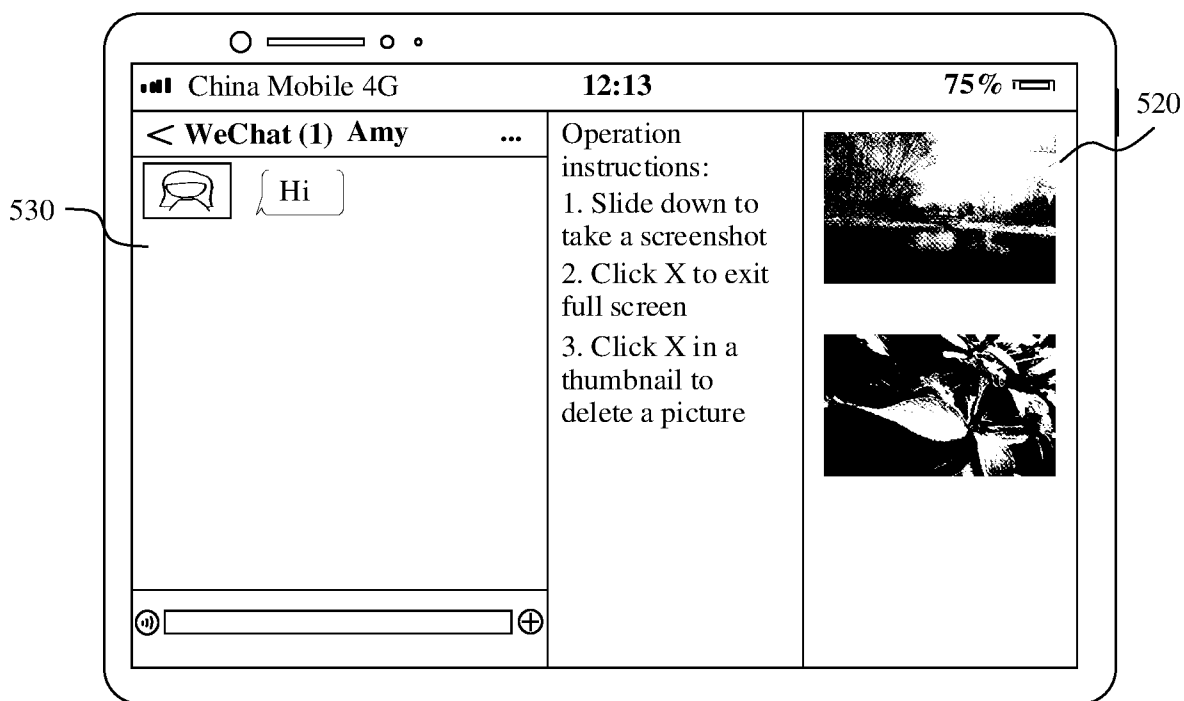 China Mobile 4G
12:13
75%
520
< WeChat (1) Amy ...
530
Hi
Operation
instructions:
1. Slide down to
take a screenshot
2. Click X to exit
full screen
3. Click X in a
thumbnail to
delete a picture